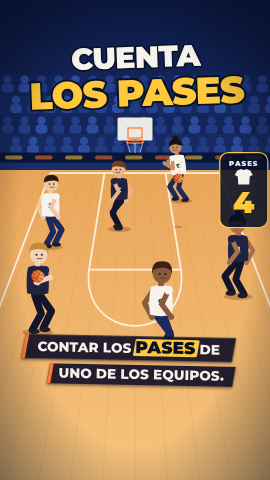 CUENTA
LOS PASES
PASES
4
CONTAR LOS PASES DE
UNO DE LOS EQUIPOS.